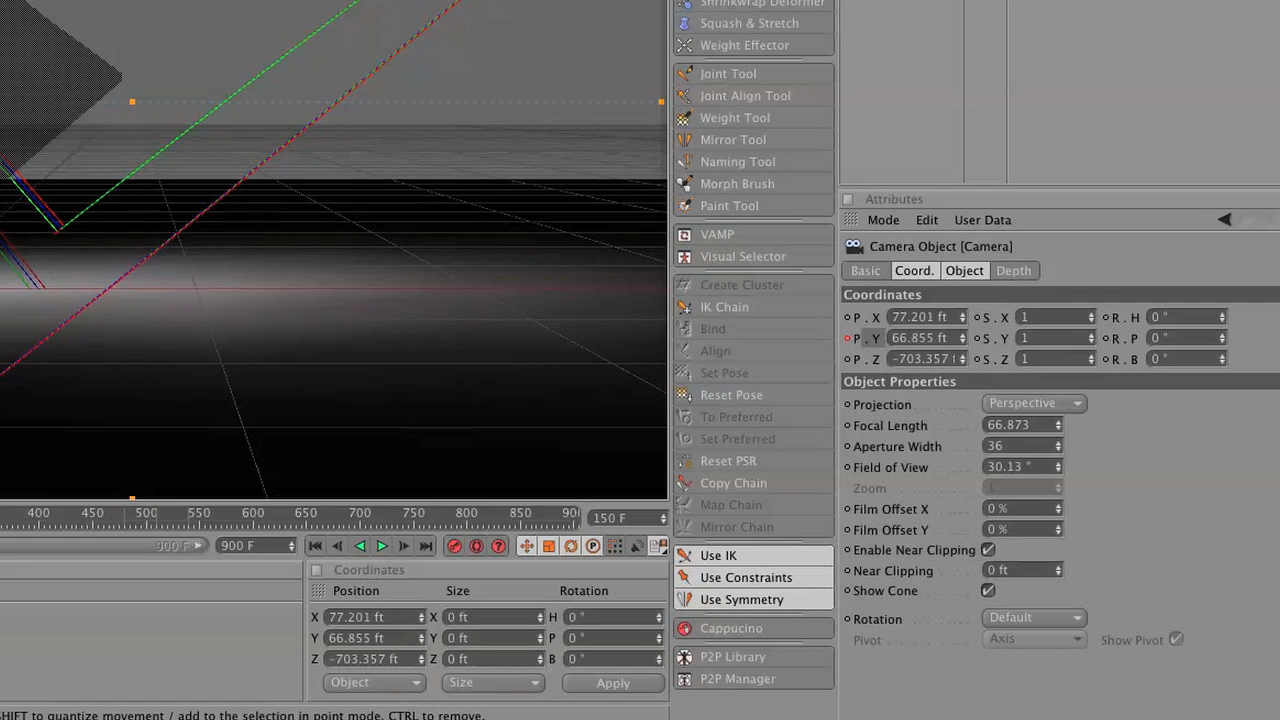 Shrinkwrap Deformer
Squash & Stretch
Weight Effector
Joint Tool
Joint Align Tool
Weight Tool
Mirror Tool
Naming Tool
Morph Brush
Paint Tool
VAMP
Visual Selector
Create Cluster
IK Chain
Bind
Align
Set Pose
Reset Pose
To Preferred
Set Preferred
Reset PSR
Copy Chain
Map Chain
Mirror Chain
Use IK
Use Constraints
Use Symmetry
Cappucino
P2P Library
P2P Manager
Attributes
Mode Edit User Data
Camera Object [Camera]
Basic Coord. Object Depth
Coordinates
P . X 77.201 ft S . X 1 R . H 0 °
P . Y 66.855 ft S . Y 1 R . P 0 °
P . Z -703.357 f S . Z 1 R . B 0 °
Object Properties
Projection Perspective
Focal Length 66.873
Aperture Width 36
Field of View 30.13 °
Zoom 1
Film Offset X 0 %
Film Offset Y 0 %
Enable Near Clipping
Near Clipping 0 ft
Show Cone
Rotation Default
Pivot Axis Show Pivot
400 450 500 550 600 650 700 750 800 850 900 150 F
900 F 900 F
Coordinates
Position Size Rotation
X 77.201 ft X 0 ft H 0 °
Y 66.855 ft Y 0 ft P 0 °
Z -703.357 ft Z 0 ft B 0 °
Object Size Apply
SHIFT to quantize movement / add to the selection in point mode, CTRL to remove.